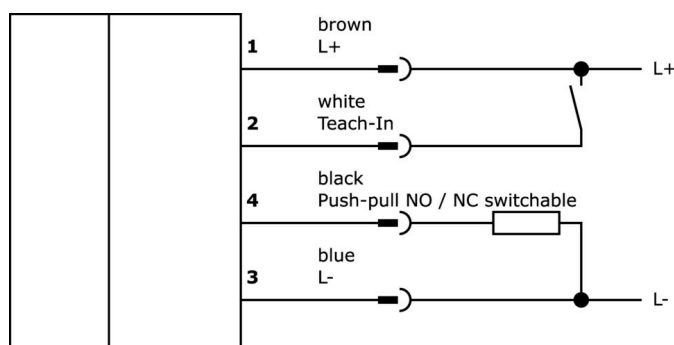 brown
1 L+
L+
white
2 Teach-In
black
4 Push-pull NO / NC switchable
blue
3 L-
L-